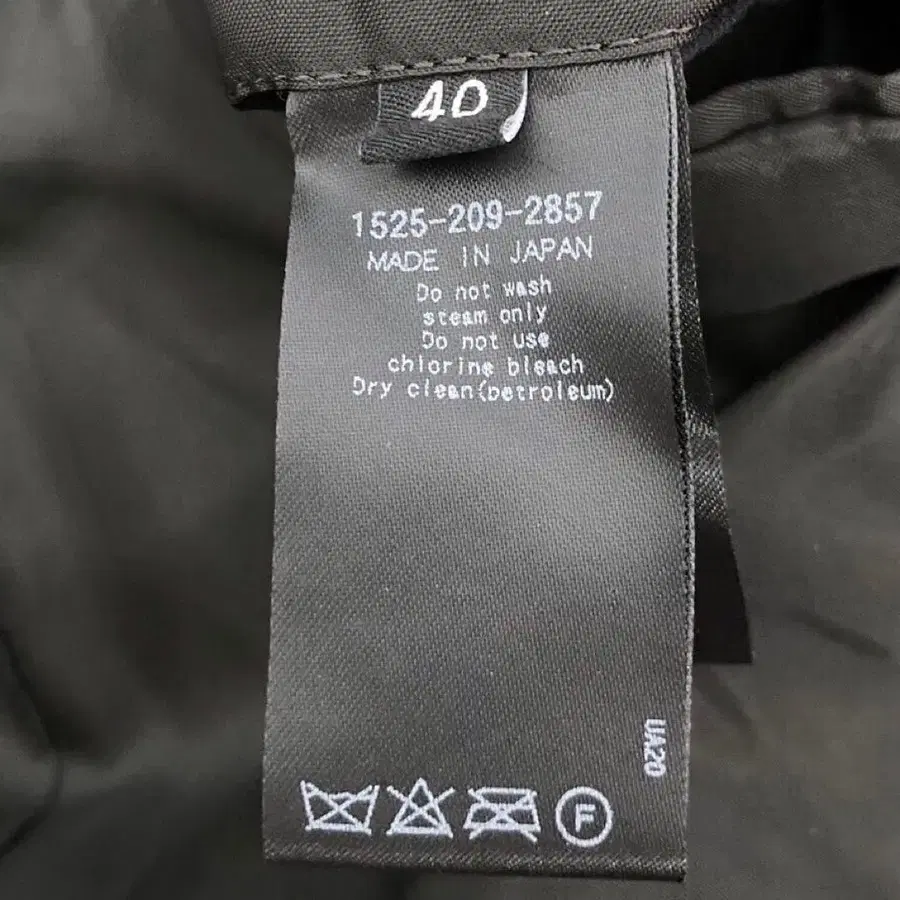 40
1525-209-2857
MADE IN JAPAN
Do not wash
steam only
Do not use
chlorine bleach
Dry clean(petroleum)
UA20
F